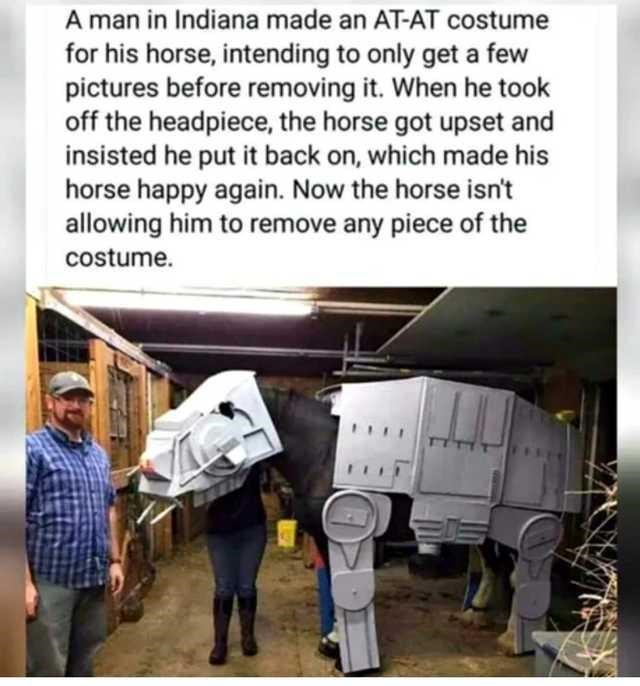 A man in Indiana made an AT-AT costume
for his horse, intending to only get a few
pictures before removing it. When he took
off the headpiece, the horse got upset and
insisted he put it back on, which made his
horse happy again. Now the horse isn't
allowing him to remove any piece of the
costume.